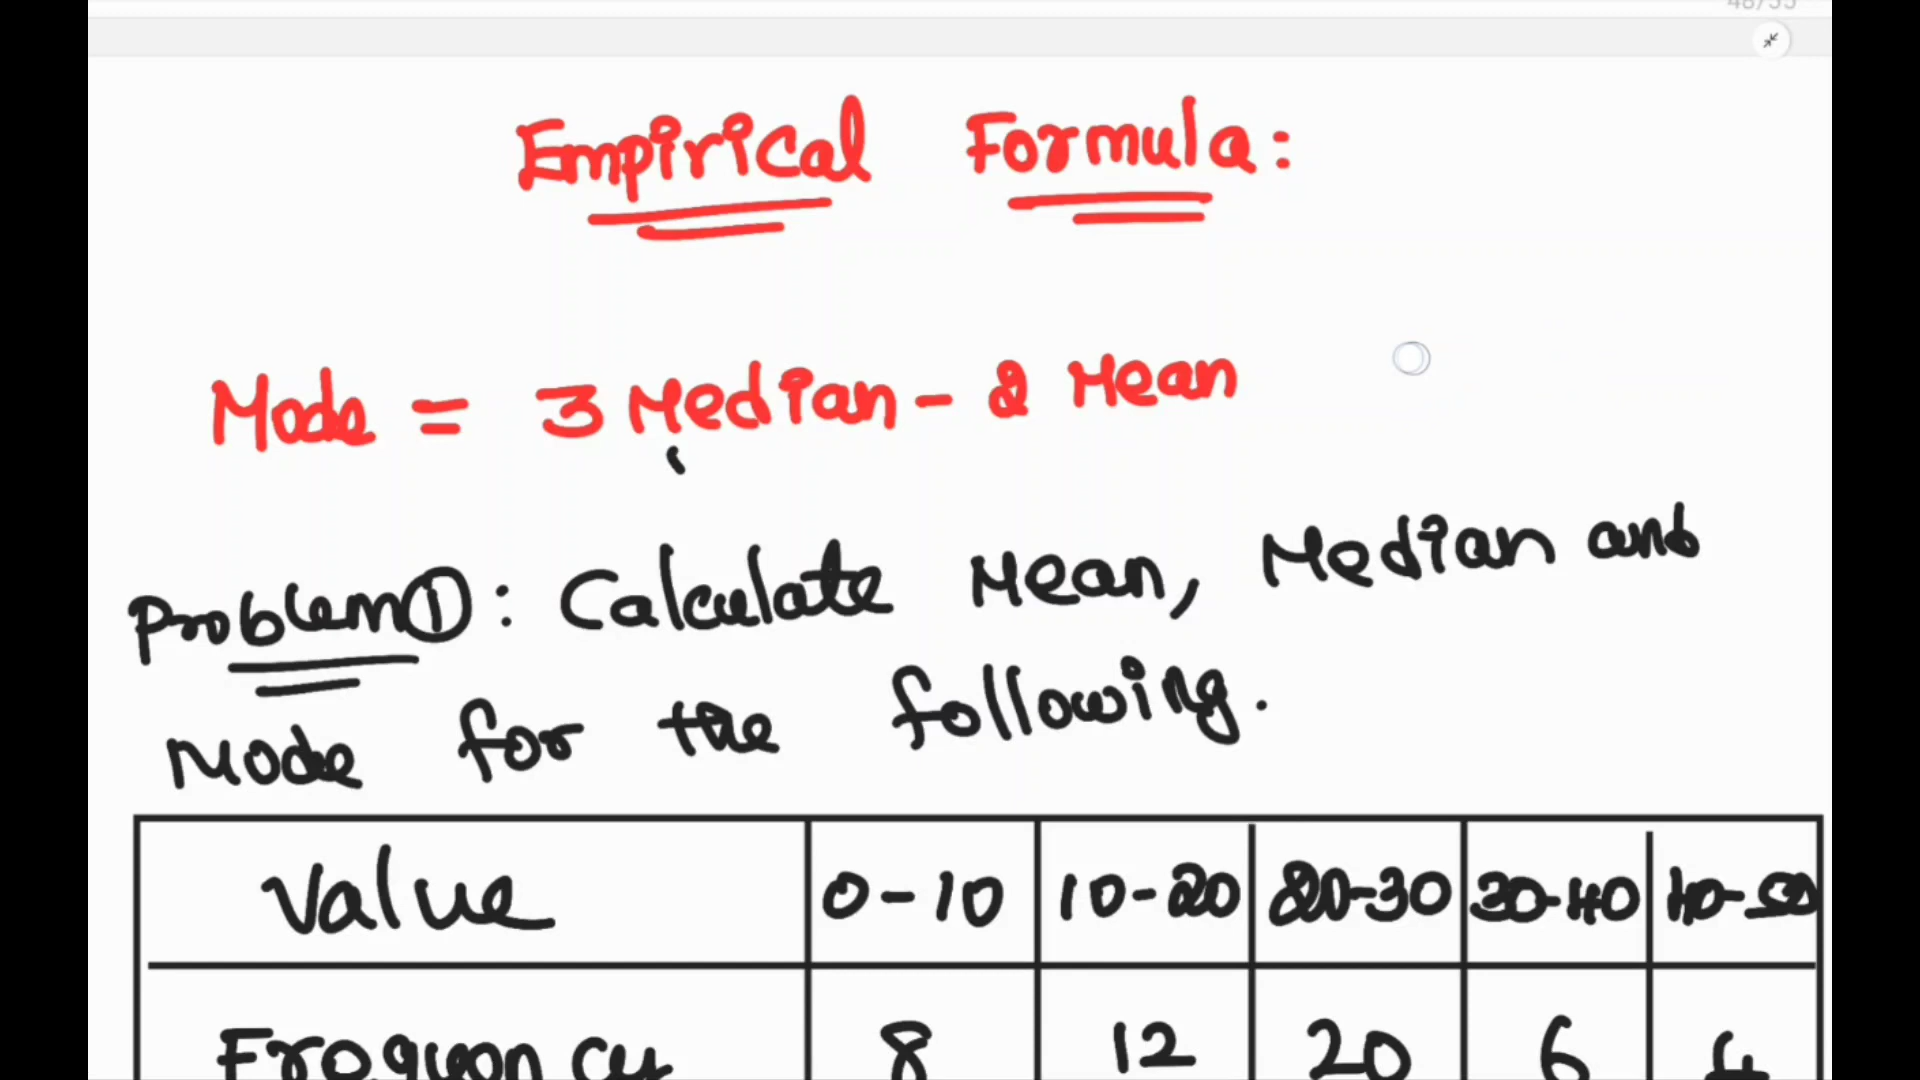 Empirical Formula:
Mode = 3 Median - 2 Mean
Problem①: Calculate Mean, Median and
Mode for the following.
Value 0-10 10-20 20-30 30-40 40-50
Frequency 8 12 20 6 4